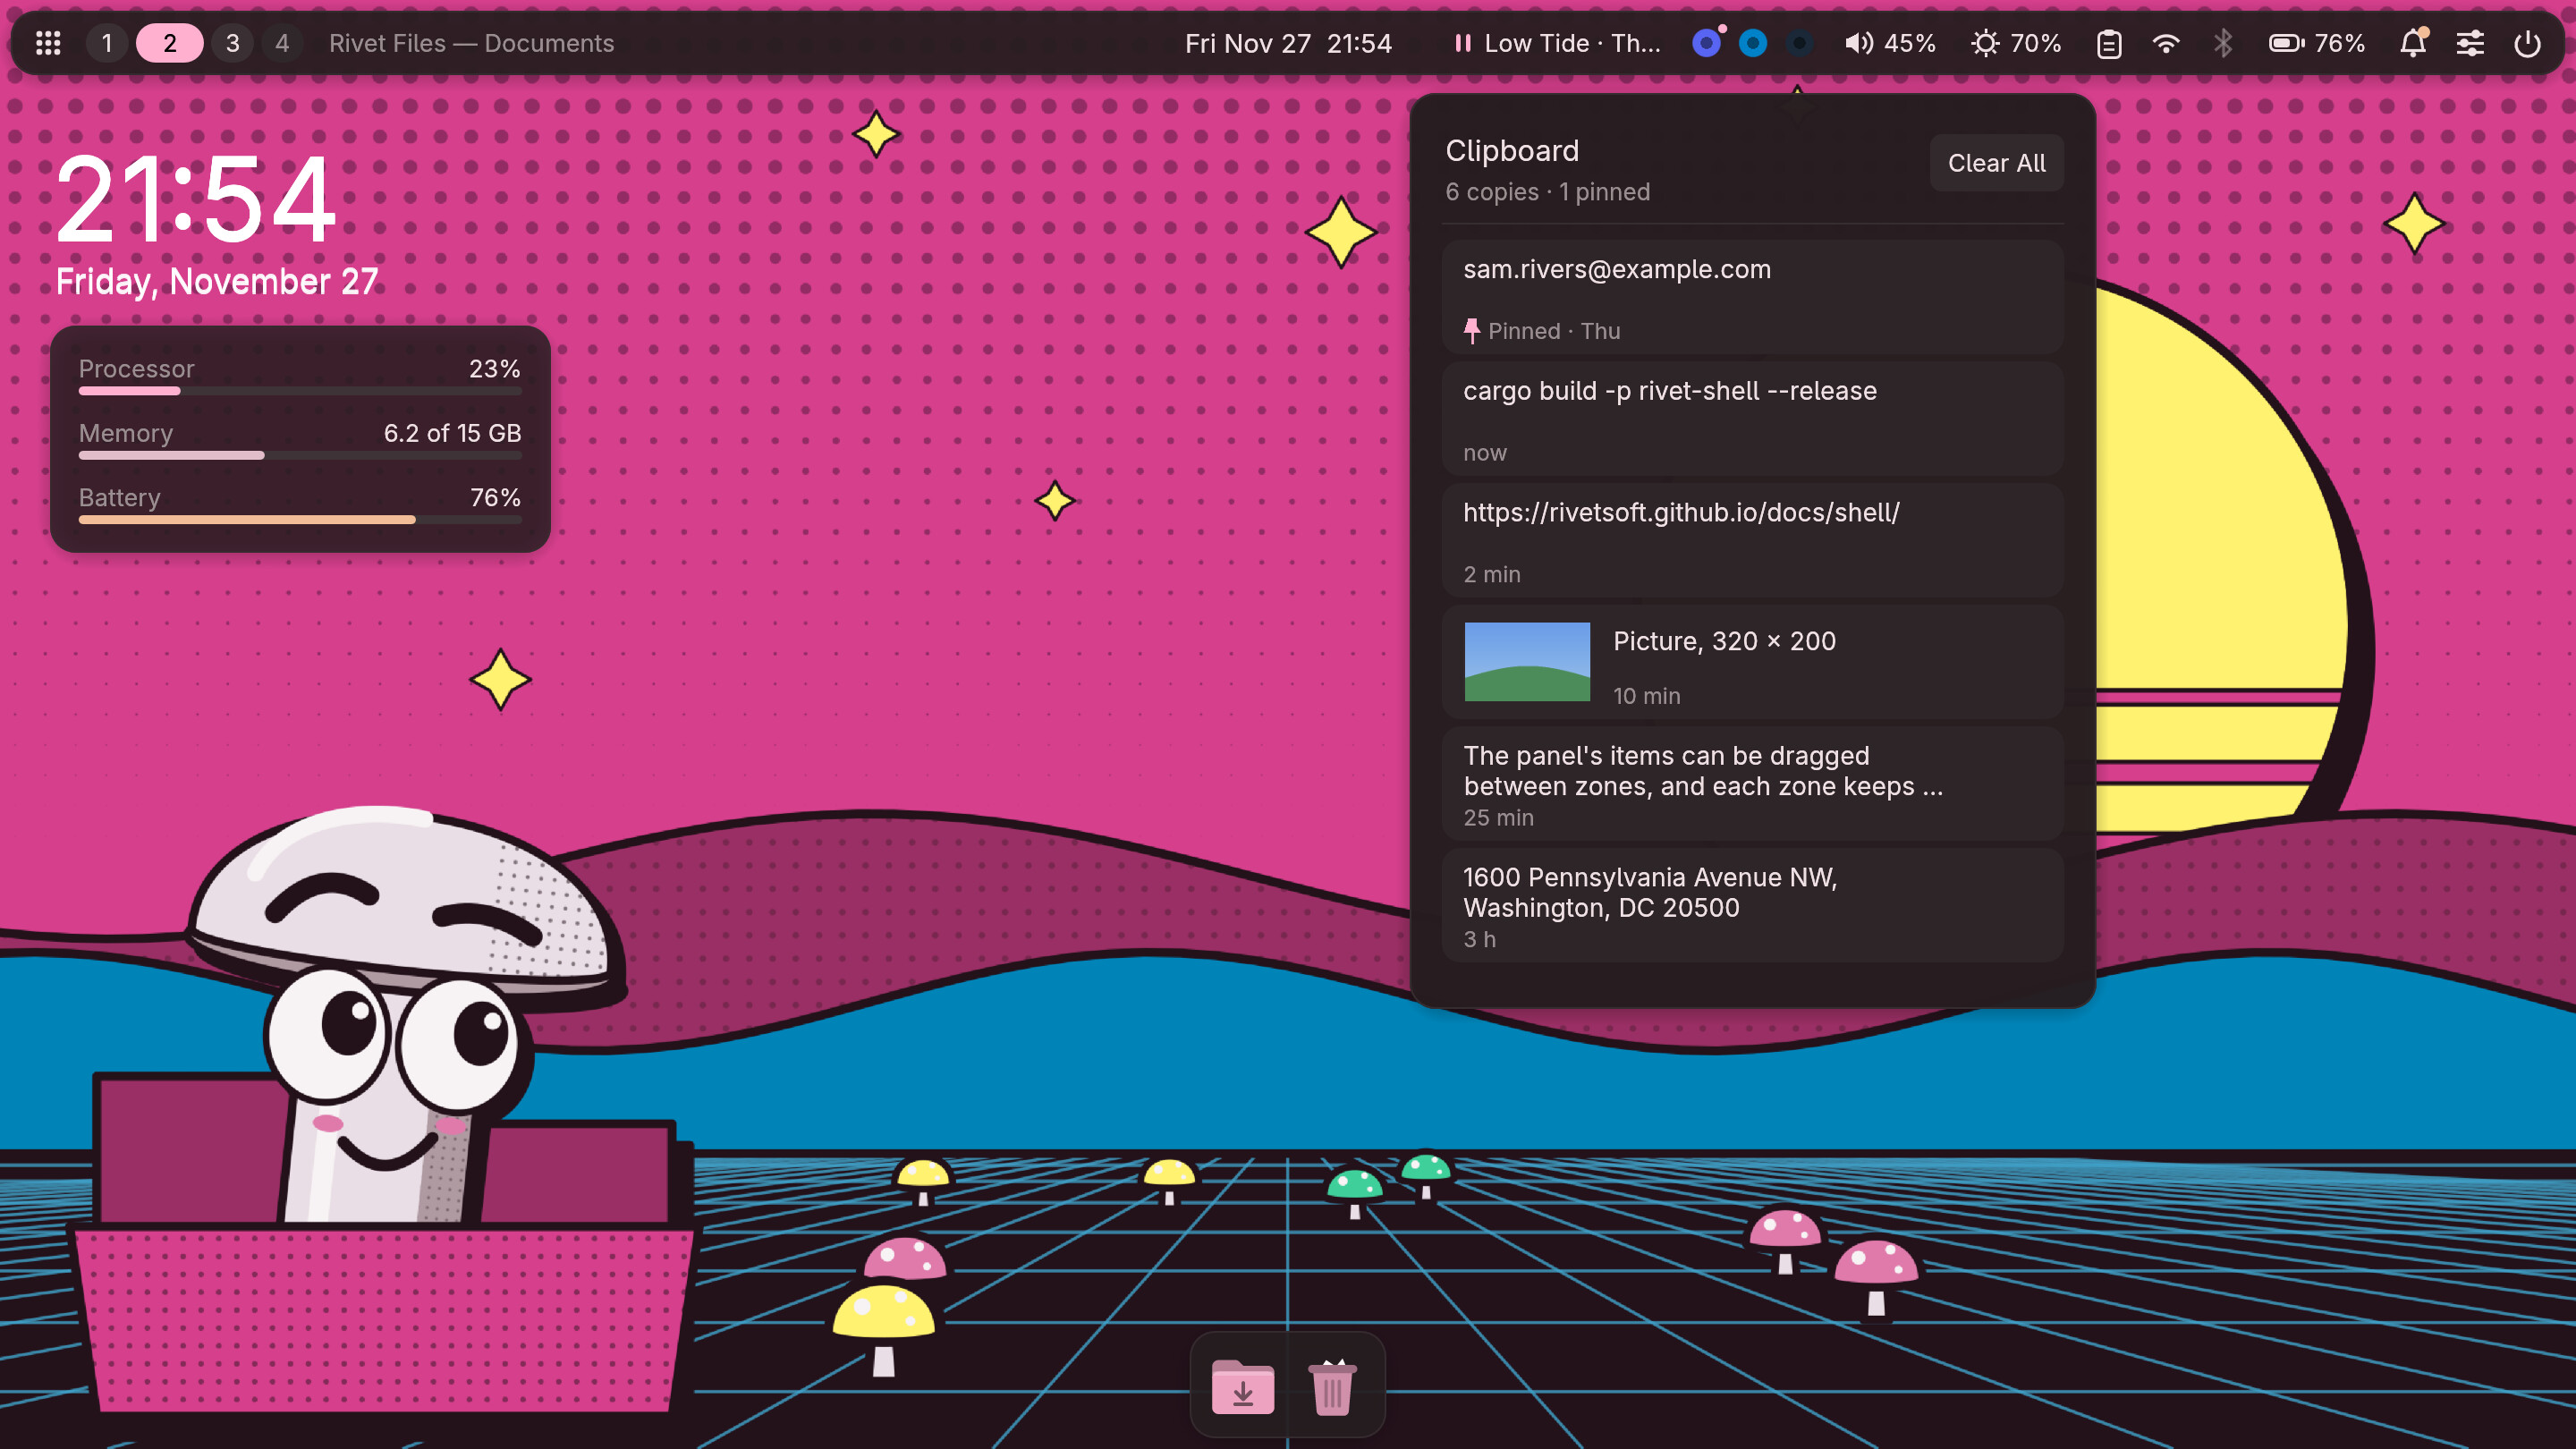 1 2 3 4 Rivet Files — Documents Fri Nov 27 21:54 Low Tide · Th... 45% 70% 76%
21:54
Friday, November 27
Processor 23%
Memory 6.2 of 15 GB
Battery 76%
Clipboard
6 copies · 1 pinned
Clear All
sam.rivers@example.com
Pinned · Thu
cargo build -p rivet-shell --release
now
https://rivetsoft.github.io/docs/shell/
2 min
Picture, 320 × 200
10 min
The panel's items can be dragged
between zones, and each zone keeps ...
25 min
1600 Pennsylvania Avenue NW,
Washington, DC 20500
3 h